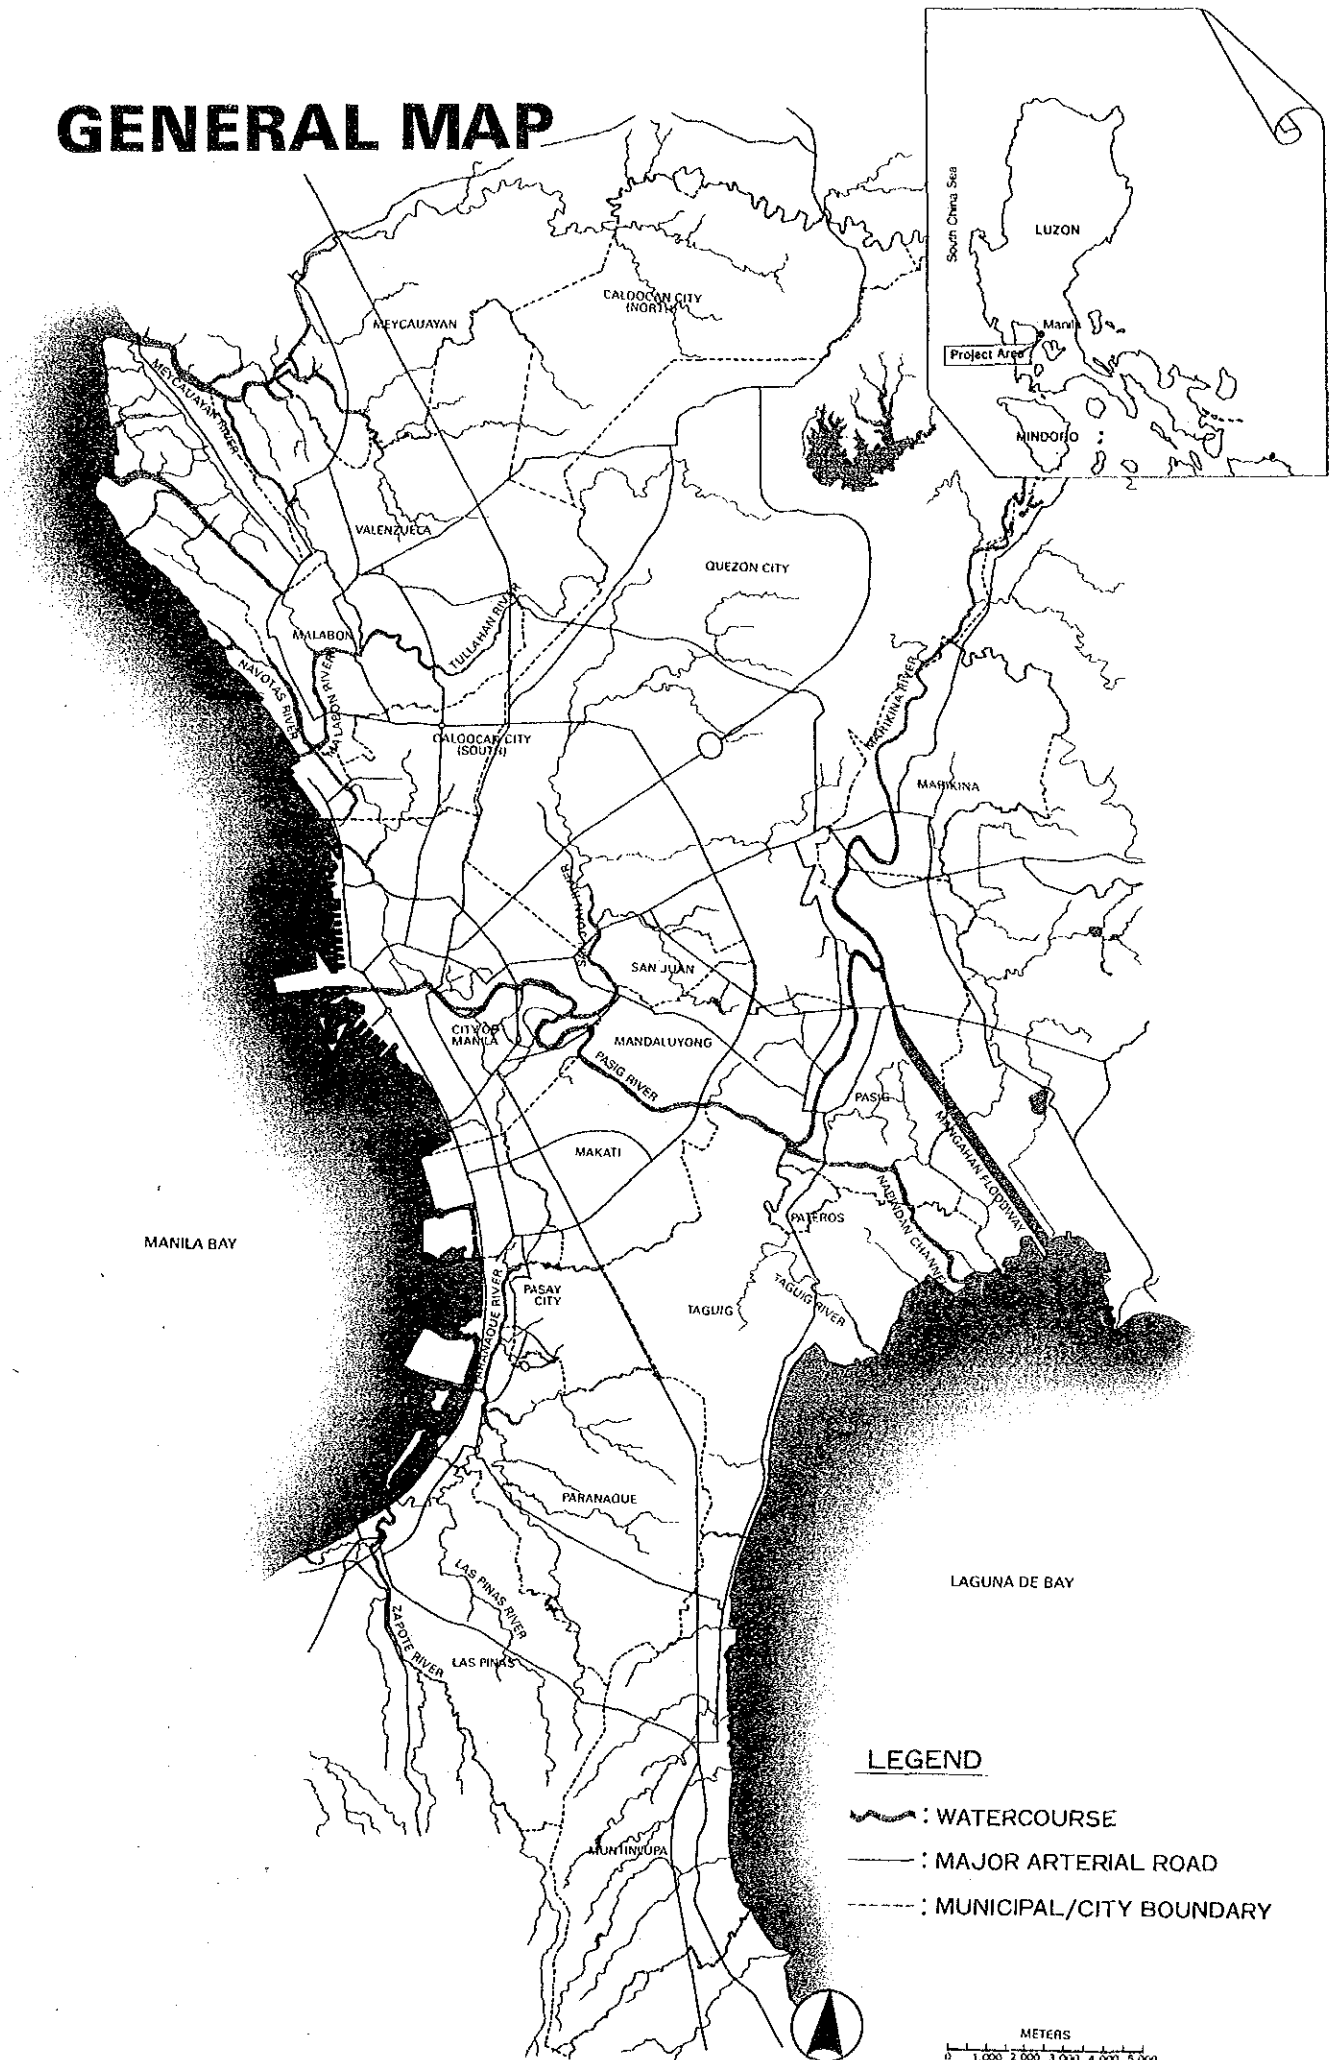 GENERAL MAP
South China Sea
LUZON
Manila
Project Area
MINDORO
CALOOCAN CITY
(NORTH)
MEYCAUAYAN
MEYCAUAYAN RIVER
VALENZUELA
QUEZON CITY
TULLAHAN RIVER
MALABON
NAVOTAS RIVER
MALABON RIVER
MARIKINA RIVER
CALOOCAN CITY
(SOUTH)
MARIKINA
SAN JUAN RIVER
SAN JUAN
CITY OF
MANILA
MANDALUYONG
PASIG RIVER
PASIG
MANGAHAN FLOODWAY
MAKATI
NAPINDAN CHANNEL
PATEROS
MANILA BAY
PASAY
CITY
PARANAQUE RIVER
TAGUIG
TAGUIG RIVER
PARANAQUE
LAS PINAS RIVER
LAGUNA DE BAY
ZAPOTE RIVER
LAS PINAS
MUNTINLUPA
LEGEND
: WATERCOURSE
: MAJOR ARTERIAL ROAD
: MUNICIPAL/CITY BOUNDARY
METERS
0 1,000 2,000 3,000 4,000 5,000